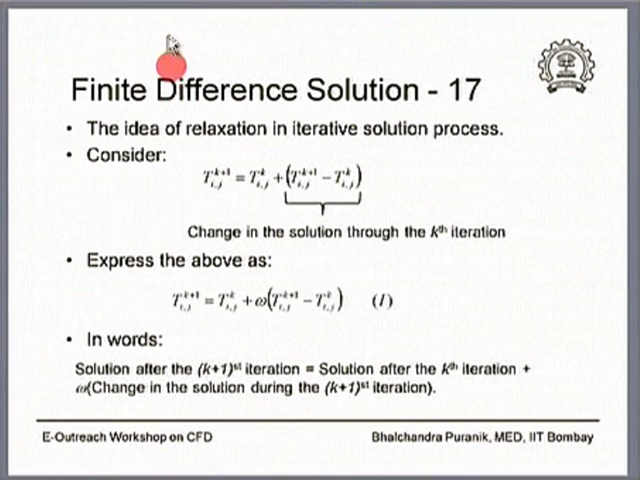 Finite Difference Solution - 17
• The idea of relaxation in iterative solution process.
• Consider:
T_{i,j}^{k+1} = T_{i,j}^{k} + (T_{i,j}^{k+1} − T_{i,j}^{k})
Change in the solution through the k^{th} iteration
• Express the above as:
T_{i,j}^{k+1} = T_{i,j}^{k} + ω(T_{i,j}^{k+1} − T_{i,j}^{k}) (I)
• In words:
Solution after the (k+1)^{st} iteration = Solution after the k^{th} iteration +
ω(Change in the solution during the (k+1)^{st} iteration).
E-Outreach Workshop on CFD
Bhalchandra Puranik, MED, IIT Bombay